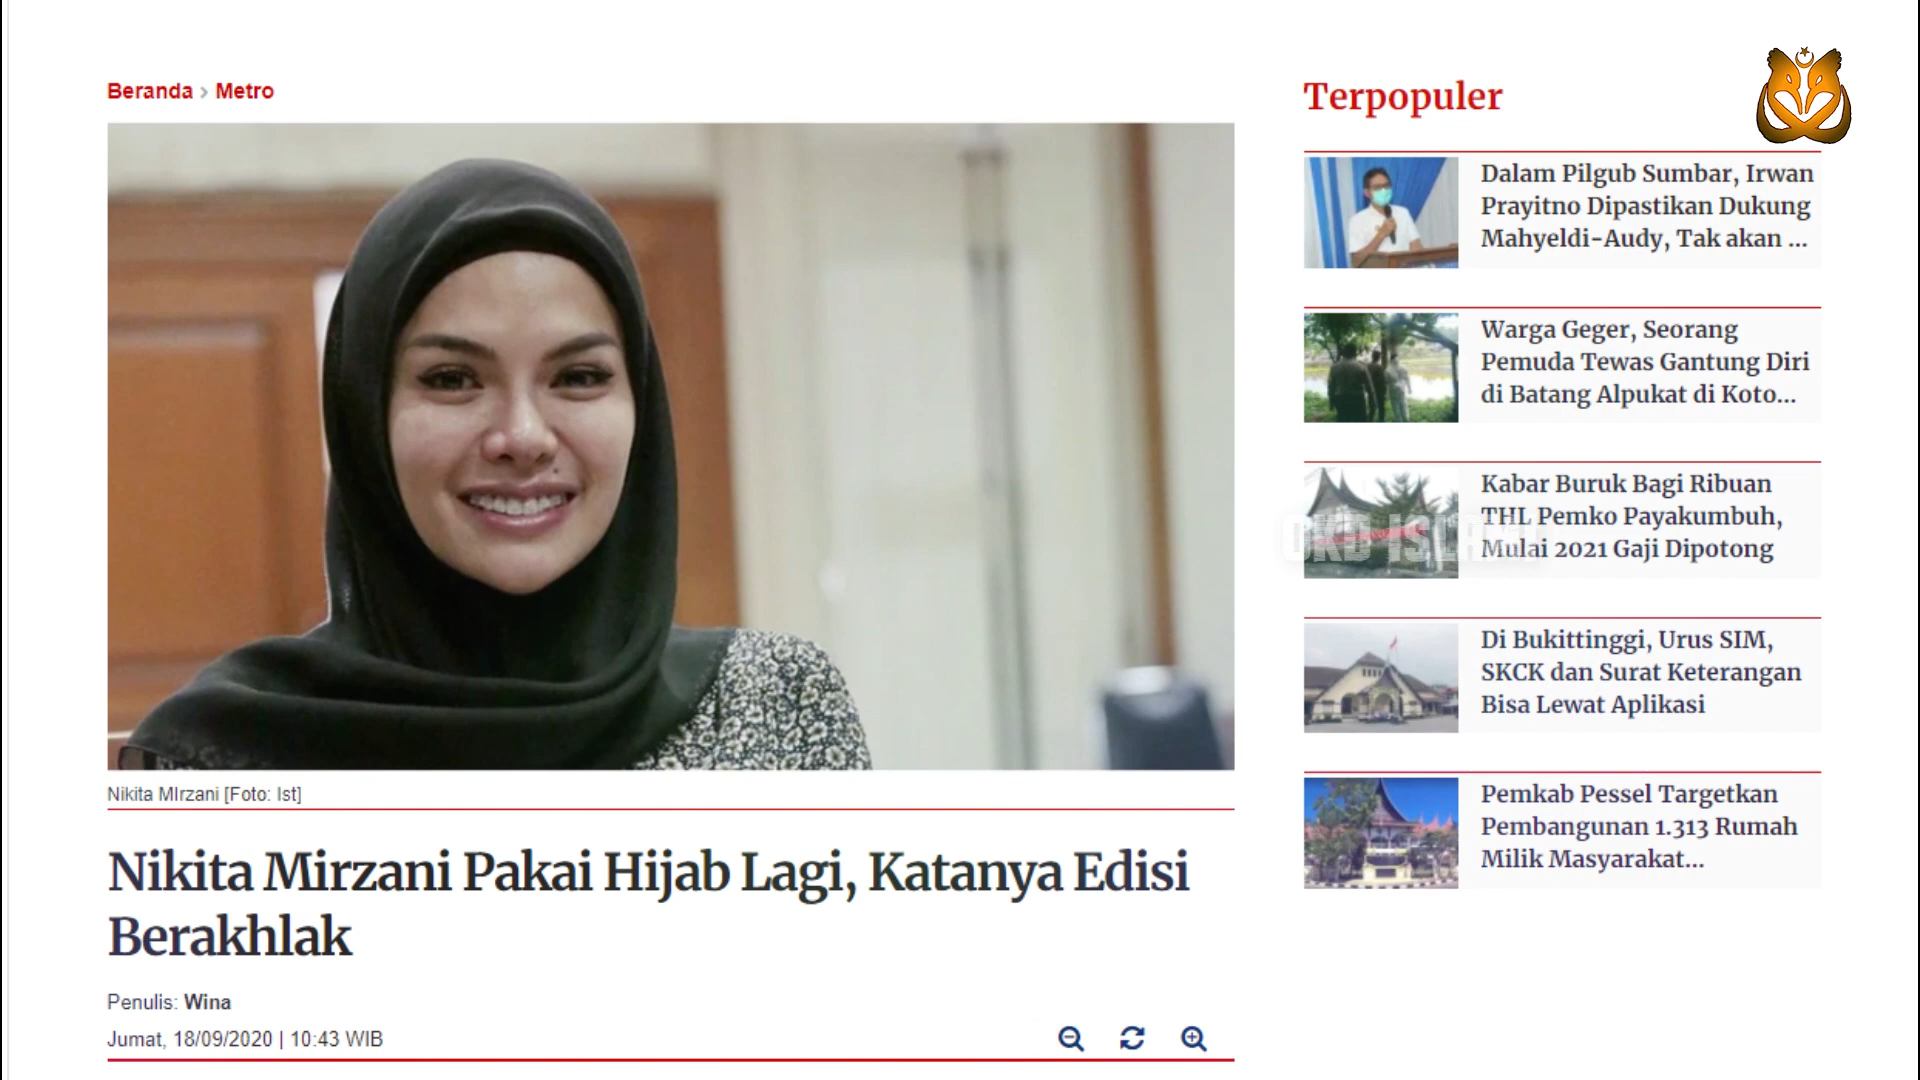 Beranda › Metro
Nikita MIrzani [Foto: Ist]
Nikita Mirzani Pakai Hijab Lagi, Katanya Edisi
Berakhlak
Penulis: Wina
Jumat, 18/09/2020 | 10:43 WIB
Terpopuler
Dalam Pilgub Sumbar, Irwan
Prayitno Dipastikan Dukung
Mahyeldi-Audy, Tak akan ...
Warga Geger, Seorang
Pemuda Tewas Gantung Diri
di Batang Alpukat di Koto...
Kabar Buruk Bagi Ribuan
THL Pemko Payakumbuh,
Mulai 2021 Gaji Dipotong
Di Bukittinggi, Urus SIM,
SKCK dan Surat Keterangan
Bisa Lewat Aplikasi
Pemkab Pessel Targetkan
Pembangunan 1.313 Rumah
Milik Masyarakat...